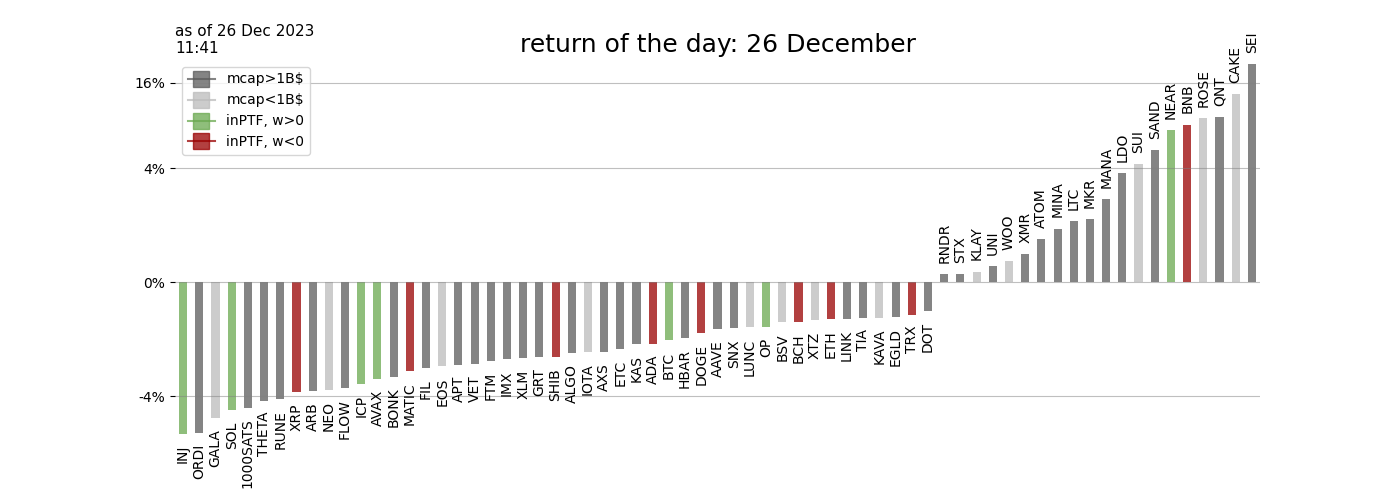 as of 26 Dec 2023
11:41
return of the day: 26 December
mcap>1B$
mcap<1B$
inPTF, w>0
inPTF, w<0
16%
4%
0%
-4%
INJ
ORDI
GALA
SOL
1000SATS
THETA
RUNE
XRP
ARB
NEO
FLOW
ICP
AVAX
BONK
MATIC
FIL
EOS
APT
VET
FTM
IMX
XLM
GRT
SHIB
ALGO
IOTA
AXS
ETC
KAS
ADA
BTC
HBAR
DOGE
AAVE
SNX
LUNC
OP
BSV
BCH
XTZ
ETH
LINK
TIA
KAVA
EGLD
TRX
DOT
RNDR
STX
KLAY
UNI
WOO
XMR
ATOM
MINA
LTC
MKR
MANA
LDO
SUI
SAND
NEAR
BNB
ROSE
QNT
CAKE
SEI